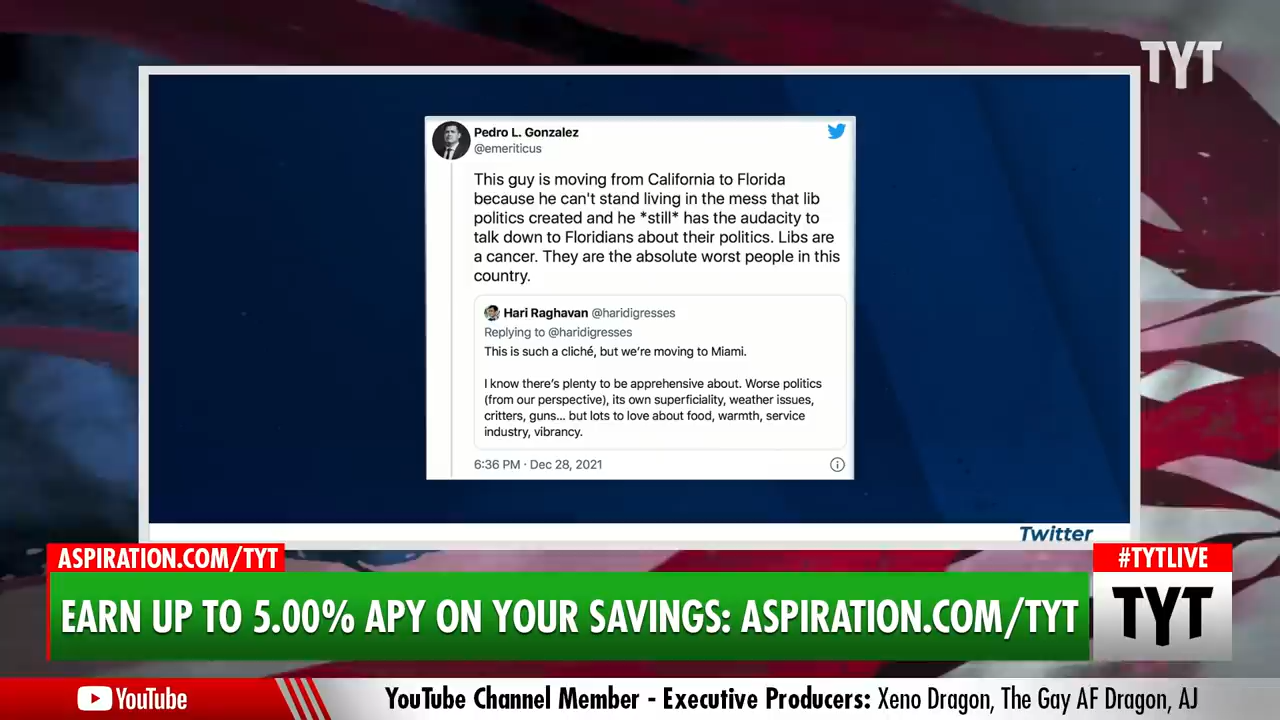 TYT
Pedro L. Gonzalez
@emeriticus
This guy is moving from California to Florida
because he can't stand living in the mess that lib
politics created and he *still* has the audacity to
talk down to Floridians about their politics. Libs are
a cancer. They are the absolute worst people in this
country.
Hari Raghavan @haridigresses
Replying to @haridigresses
This is such a cliché, but we're moving to Miami.
I know there's plenty to be apprehensive about. Worse politics
(from our perspective), its own superficiality, weather issues,
critters, guns... but lots to love about food, warmth, service
industry, vibrancy.
6:36 PM · Dec 28, 2021
Twitter
ASPIRATION.COM/TYT
#TYTLIVE
EARN UP TO 5.00% APY ON YOUR SAVINGS: ASPIRATION.COM/TYT
TYT
YouTube
YouTube Channel Member - Executive Producers: Xeno Dragon, The Gay AF Dragon, AJ